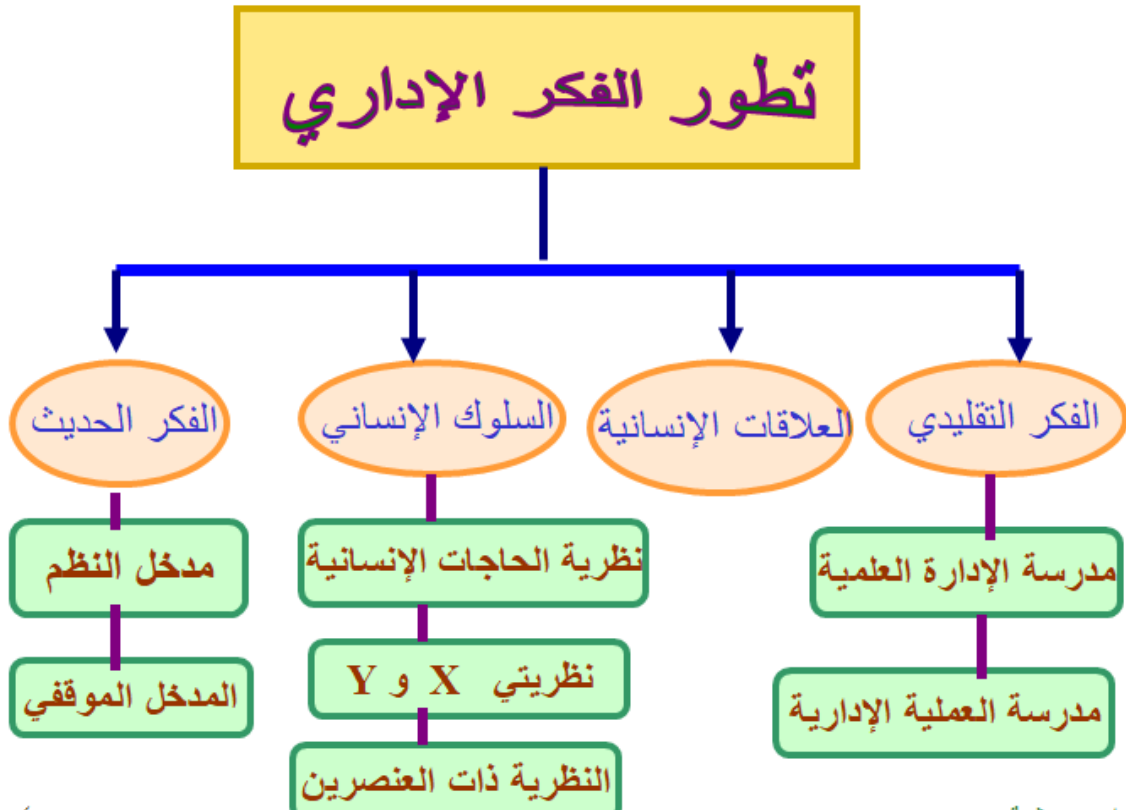 تطور الفكر الإداري
الفكر التقليدي
العلاقات الإنسانية
السلوك الإنساني
الفكر الحديث
مدرسة الإدارة العلمية
مدرسة العملية الإدارية
نظرية الحاجات الإنسانية
نظريتي X و Y
النظرية ذات العنصرين
مدخل النظم
المدخل الموقفي